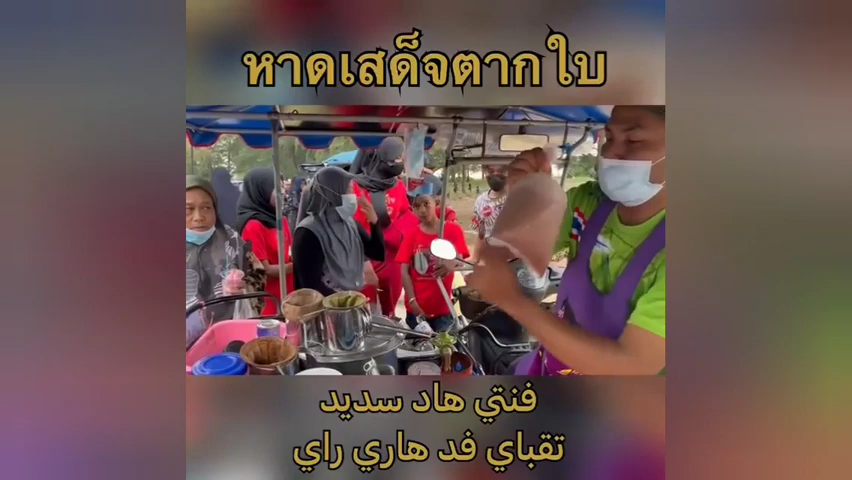 หาดเสด็จตากใบ
فنتي هاد سديد
تقباي فد هاري راي